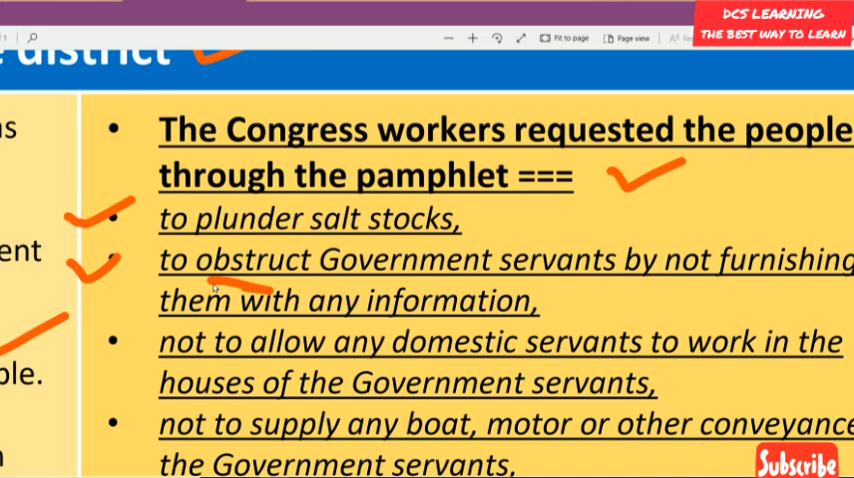 DCS LEARNING
THE BEST WAY TO LEARN
Fit to page
Page view
district
The Congress workers requested the people
through the pamphlet ===
to plunder salt stocks,
to obstruct Government servants by not furnishing
them with any information,
not to allow any domestic servants to work in the
houses of the Government servants,
not to supply any boat, motor or other conveyance
the Government servants,
Subscribe